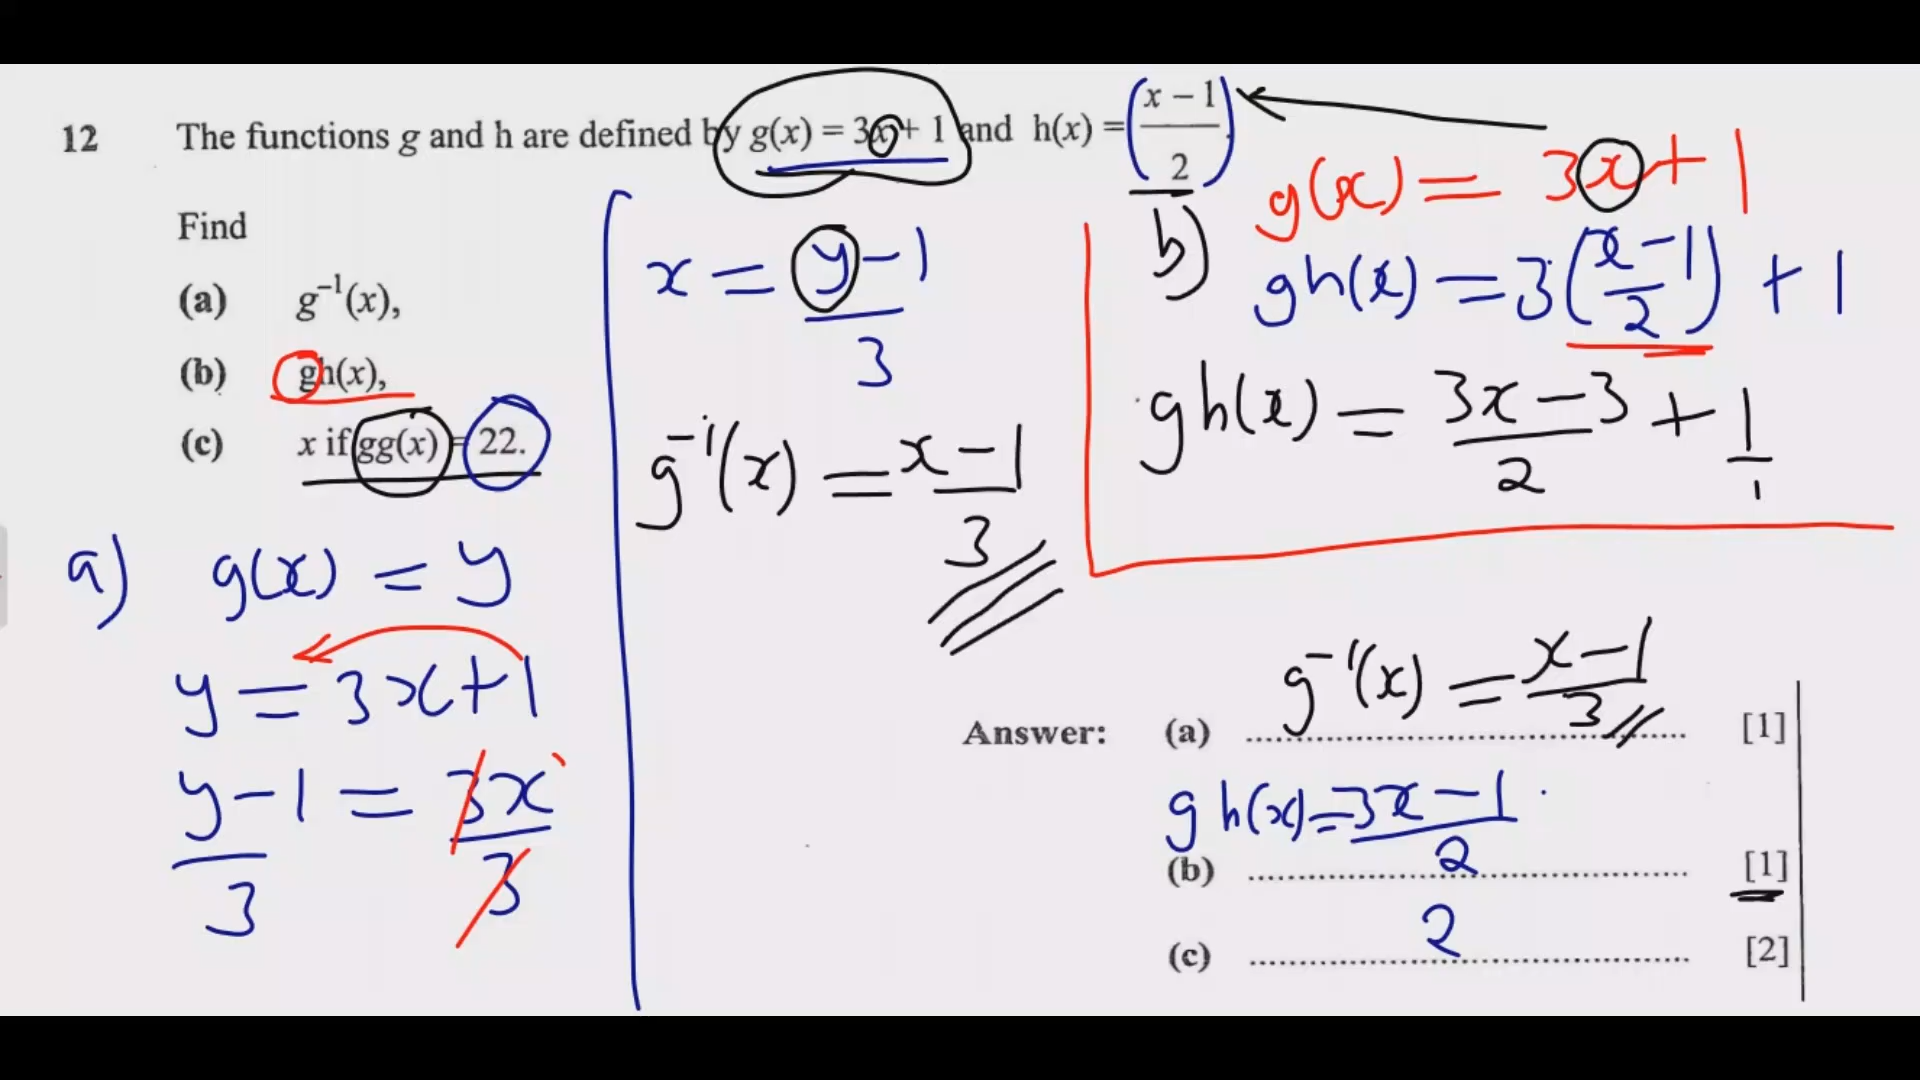 12 The functions g and h are defined by g(x) = 3x + 1 and h(x) = (x − 1)/2
Find
(a) g⁻¹(x),
(b) gh(x),
(c) x if gg(x) = 22.
a) g(x) = y
y = 3x + 1
(y − 1)/3 = 3x/3
x = (y − 1)/3
g⁻¹(x) = (x − 1)/3
b) g(x) = 3x + 1
gh(x) = 3((x − 1)/2) + 1
gh(x) = (3x − 3)/2 + 1/1
Answer: (a) g⁻¹(x) = (x − 1)/3 [1]
(b) gh(x) = (3x − 1)/2 [1]
(c) 2 [2]